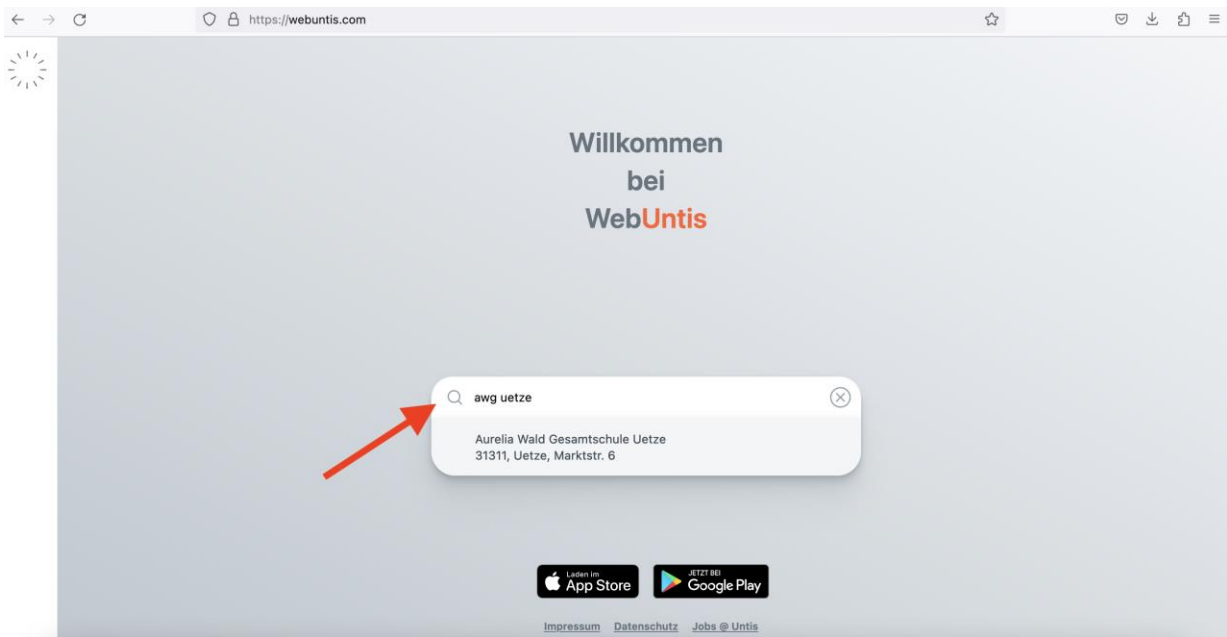 https://webuntis.com
Willkommen
bei
WebUntis
awg uetze
Aurelia Wald Gesamtschule Uetze
31311, Uetze, Marktstr. 6
Laden im
App Store
JETZT BEI
Google Play
Impressum Datenschutz Jobs @ Untis